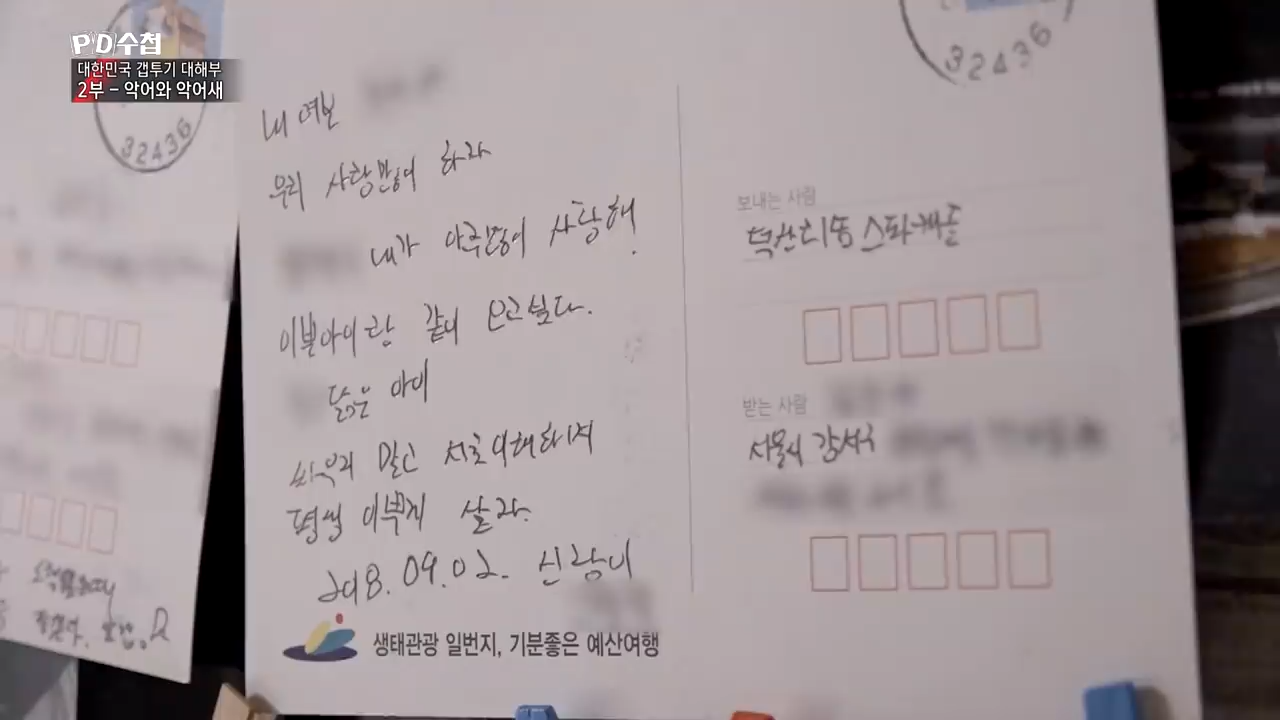 PD수첩
대한민국 갭투기 대해부
2부 - 악어와 악어새
32436
32436
내 여보
우리 사랑많이 하자
내가 아주많이 사랑해!
이쁜아이랑 같이 오고싶다.
닮은 아이
싸우지 말고 서로이해하며
평생 이쁘게 살자.
2018.09.02. 신랑이
생태관광 일번지, 기분좋은 예산여행
보내는 사람
덕산리솜 스파캐슬
받는 사람
서울시 강서구